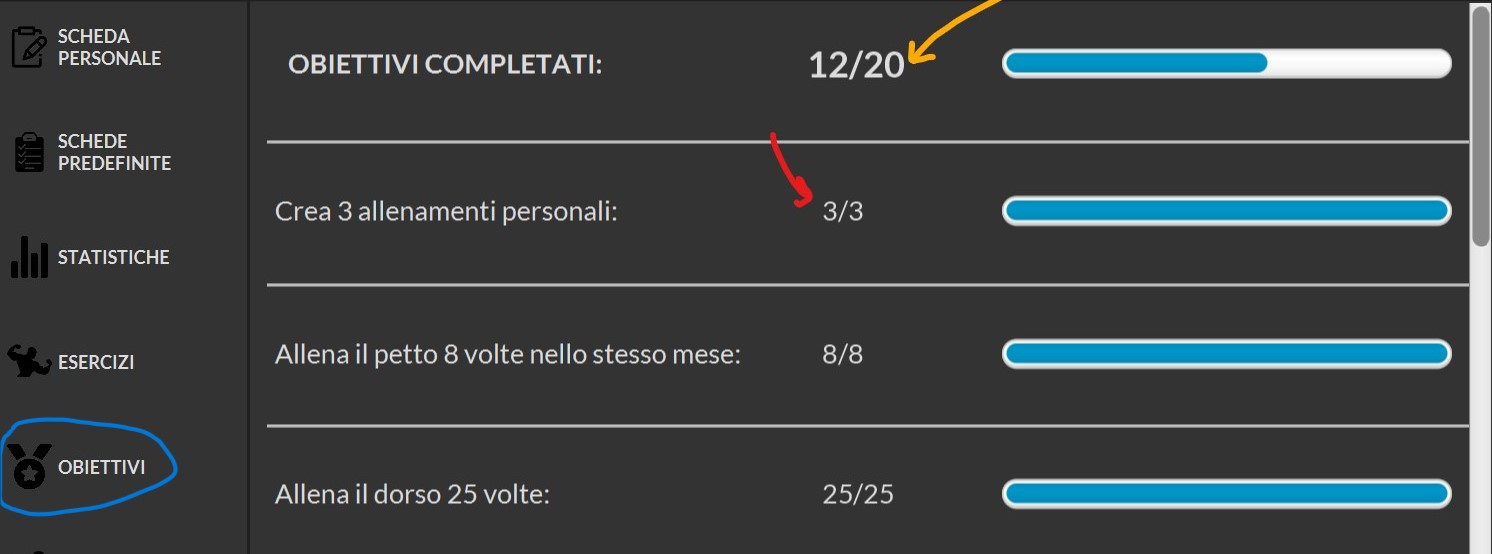 SCHEDA
PERSONALE
SCHEDE
PREDEFINITE
STATISTICHE
ESERCIZI
OBIETTIVI
OBIETTIVI COMPLETATI: 12/20
Crea 3 allenamenti personali: 3/3
Allena il petto 8 volte nello stesso mese: 8/8
Allena il dorso 25 volte: 25/25